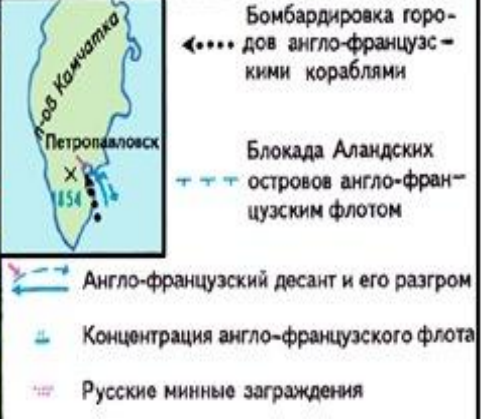 п-ов Камчатка
Петропавловск
1854
Бомбардировка горо-
дов англо-французс-
кими кораблями
Блокада Аландских
островов англо-фран-
цузским флотом
Англо-французский десант и его разгром
Концентрация англо-французского флота
Русские минные заграждения